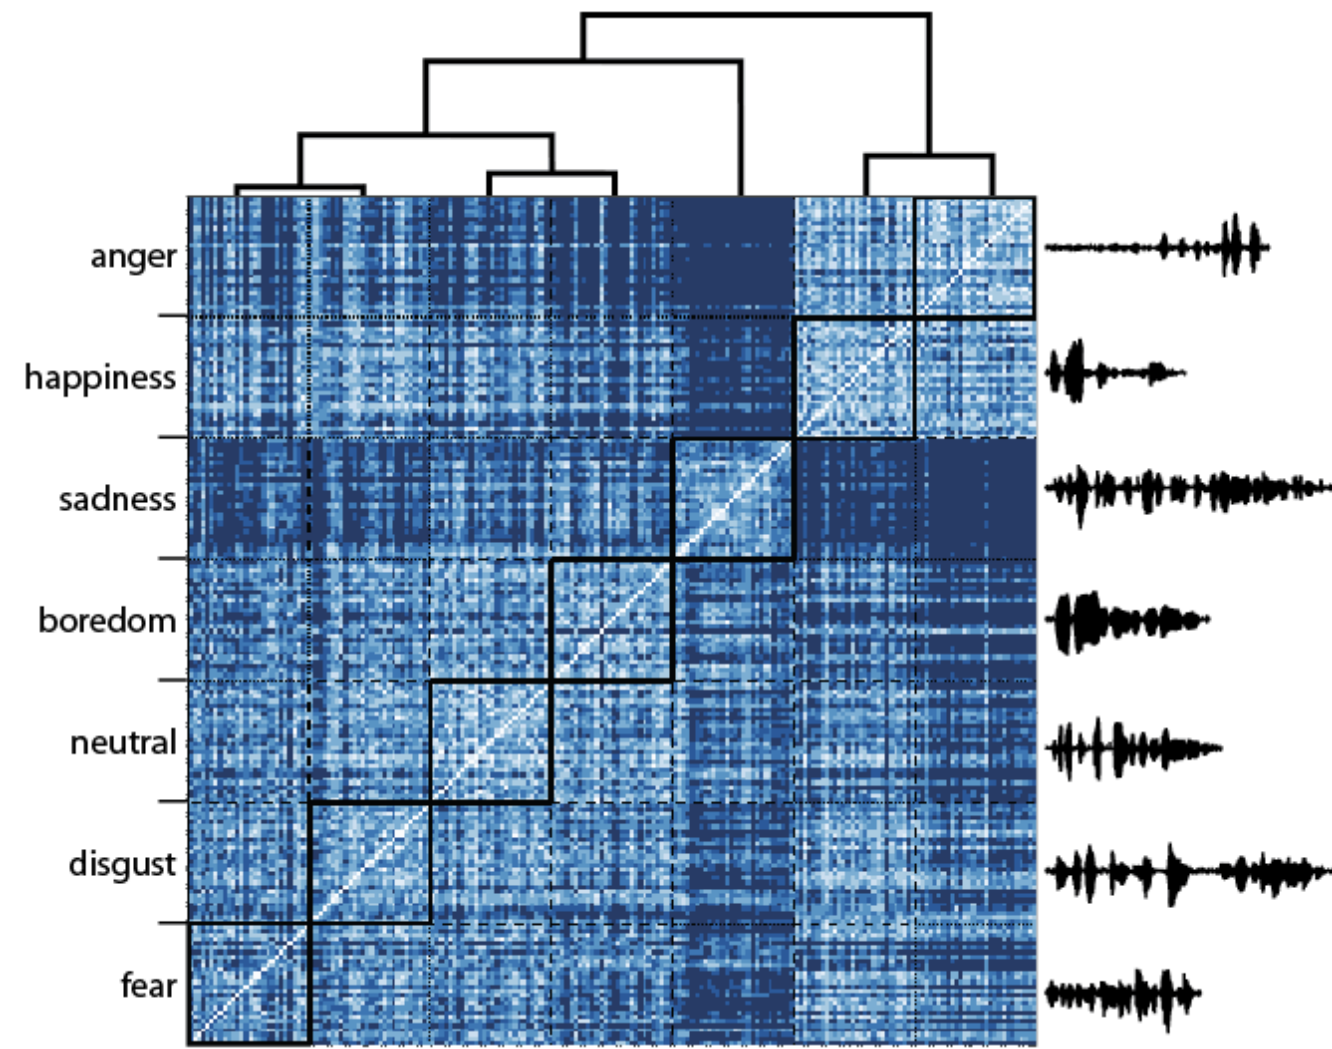 anger
happiness
sadness
boredom
neutral
disgust
fear